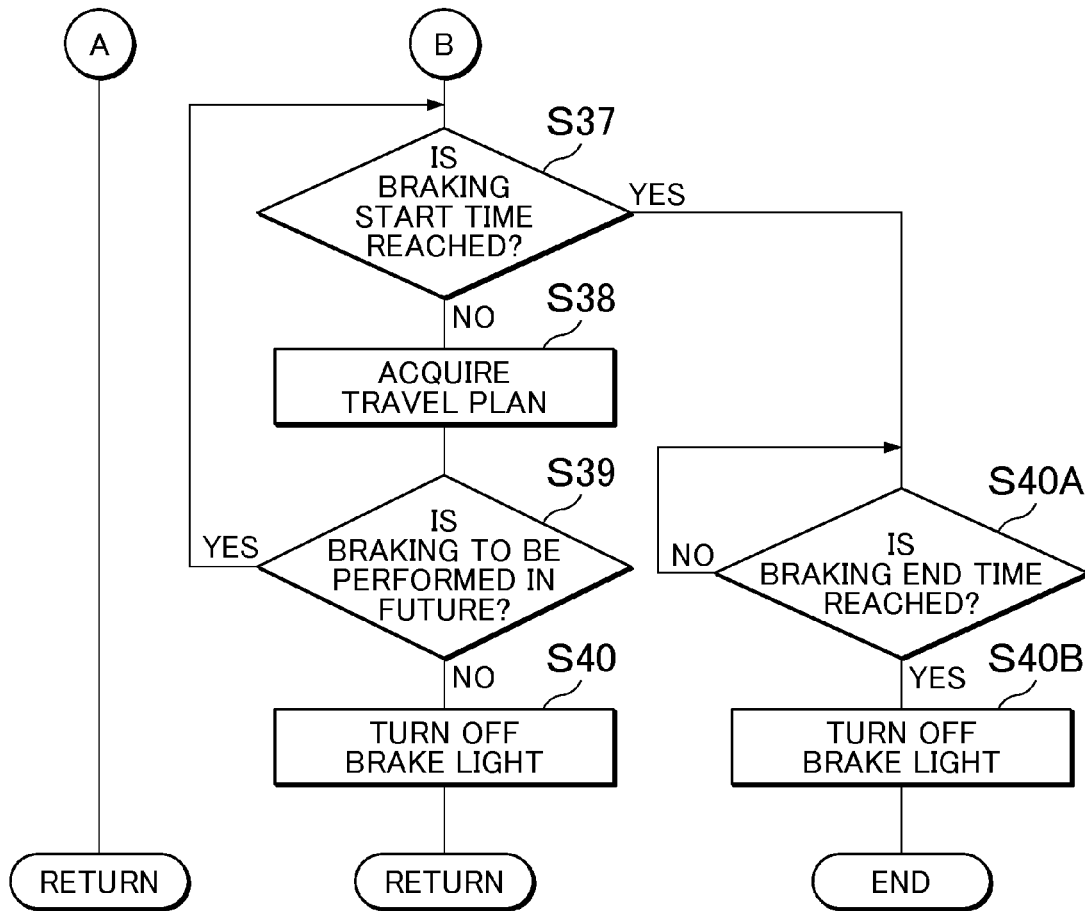 A
B
S37
IS
BRAKING
START TIME
REACHED?
YES
NO
S38
ACQUIRE
TRAVEL PLAN
S39
IS
BRAKING TO BE
PERFORMED IN
FUTURE?
YES
NO
S40
TURN OFF
BRAKE LIGHT
S40A
IS
BRAKING END TIME
REACHED?
NO
YES
S40B
TURN OFF
BRAKE LIGHT
RETURN
RETURN
END